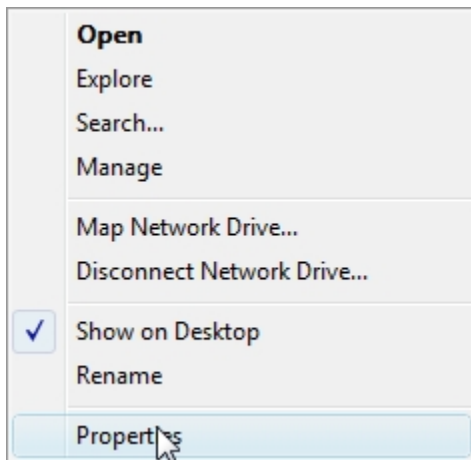 Open
Explore
Search...
Manage
Map Network Drive...
Disconnect Network Drive...
Show on Desktop
Rename
Properties